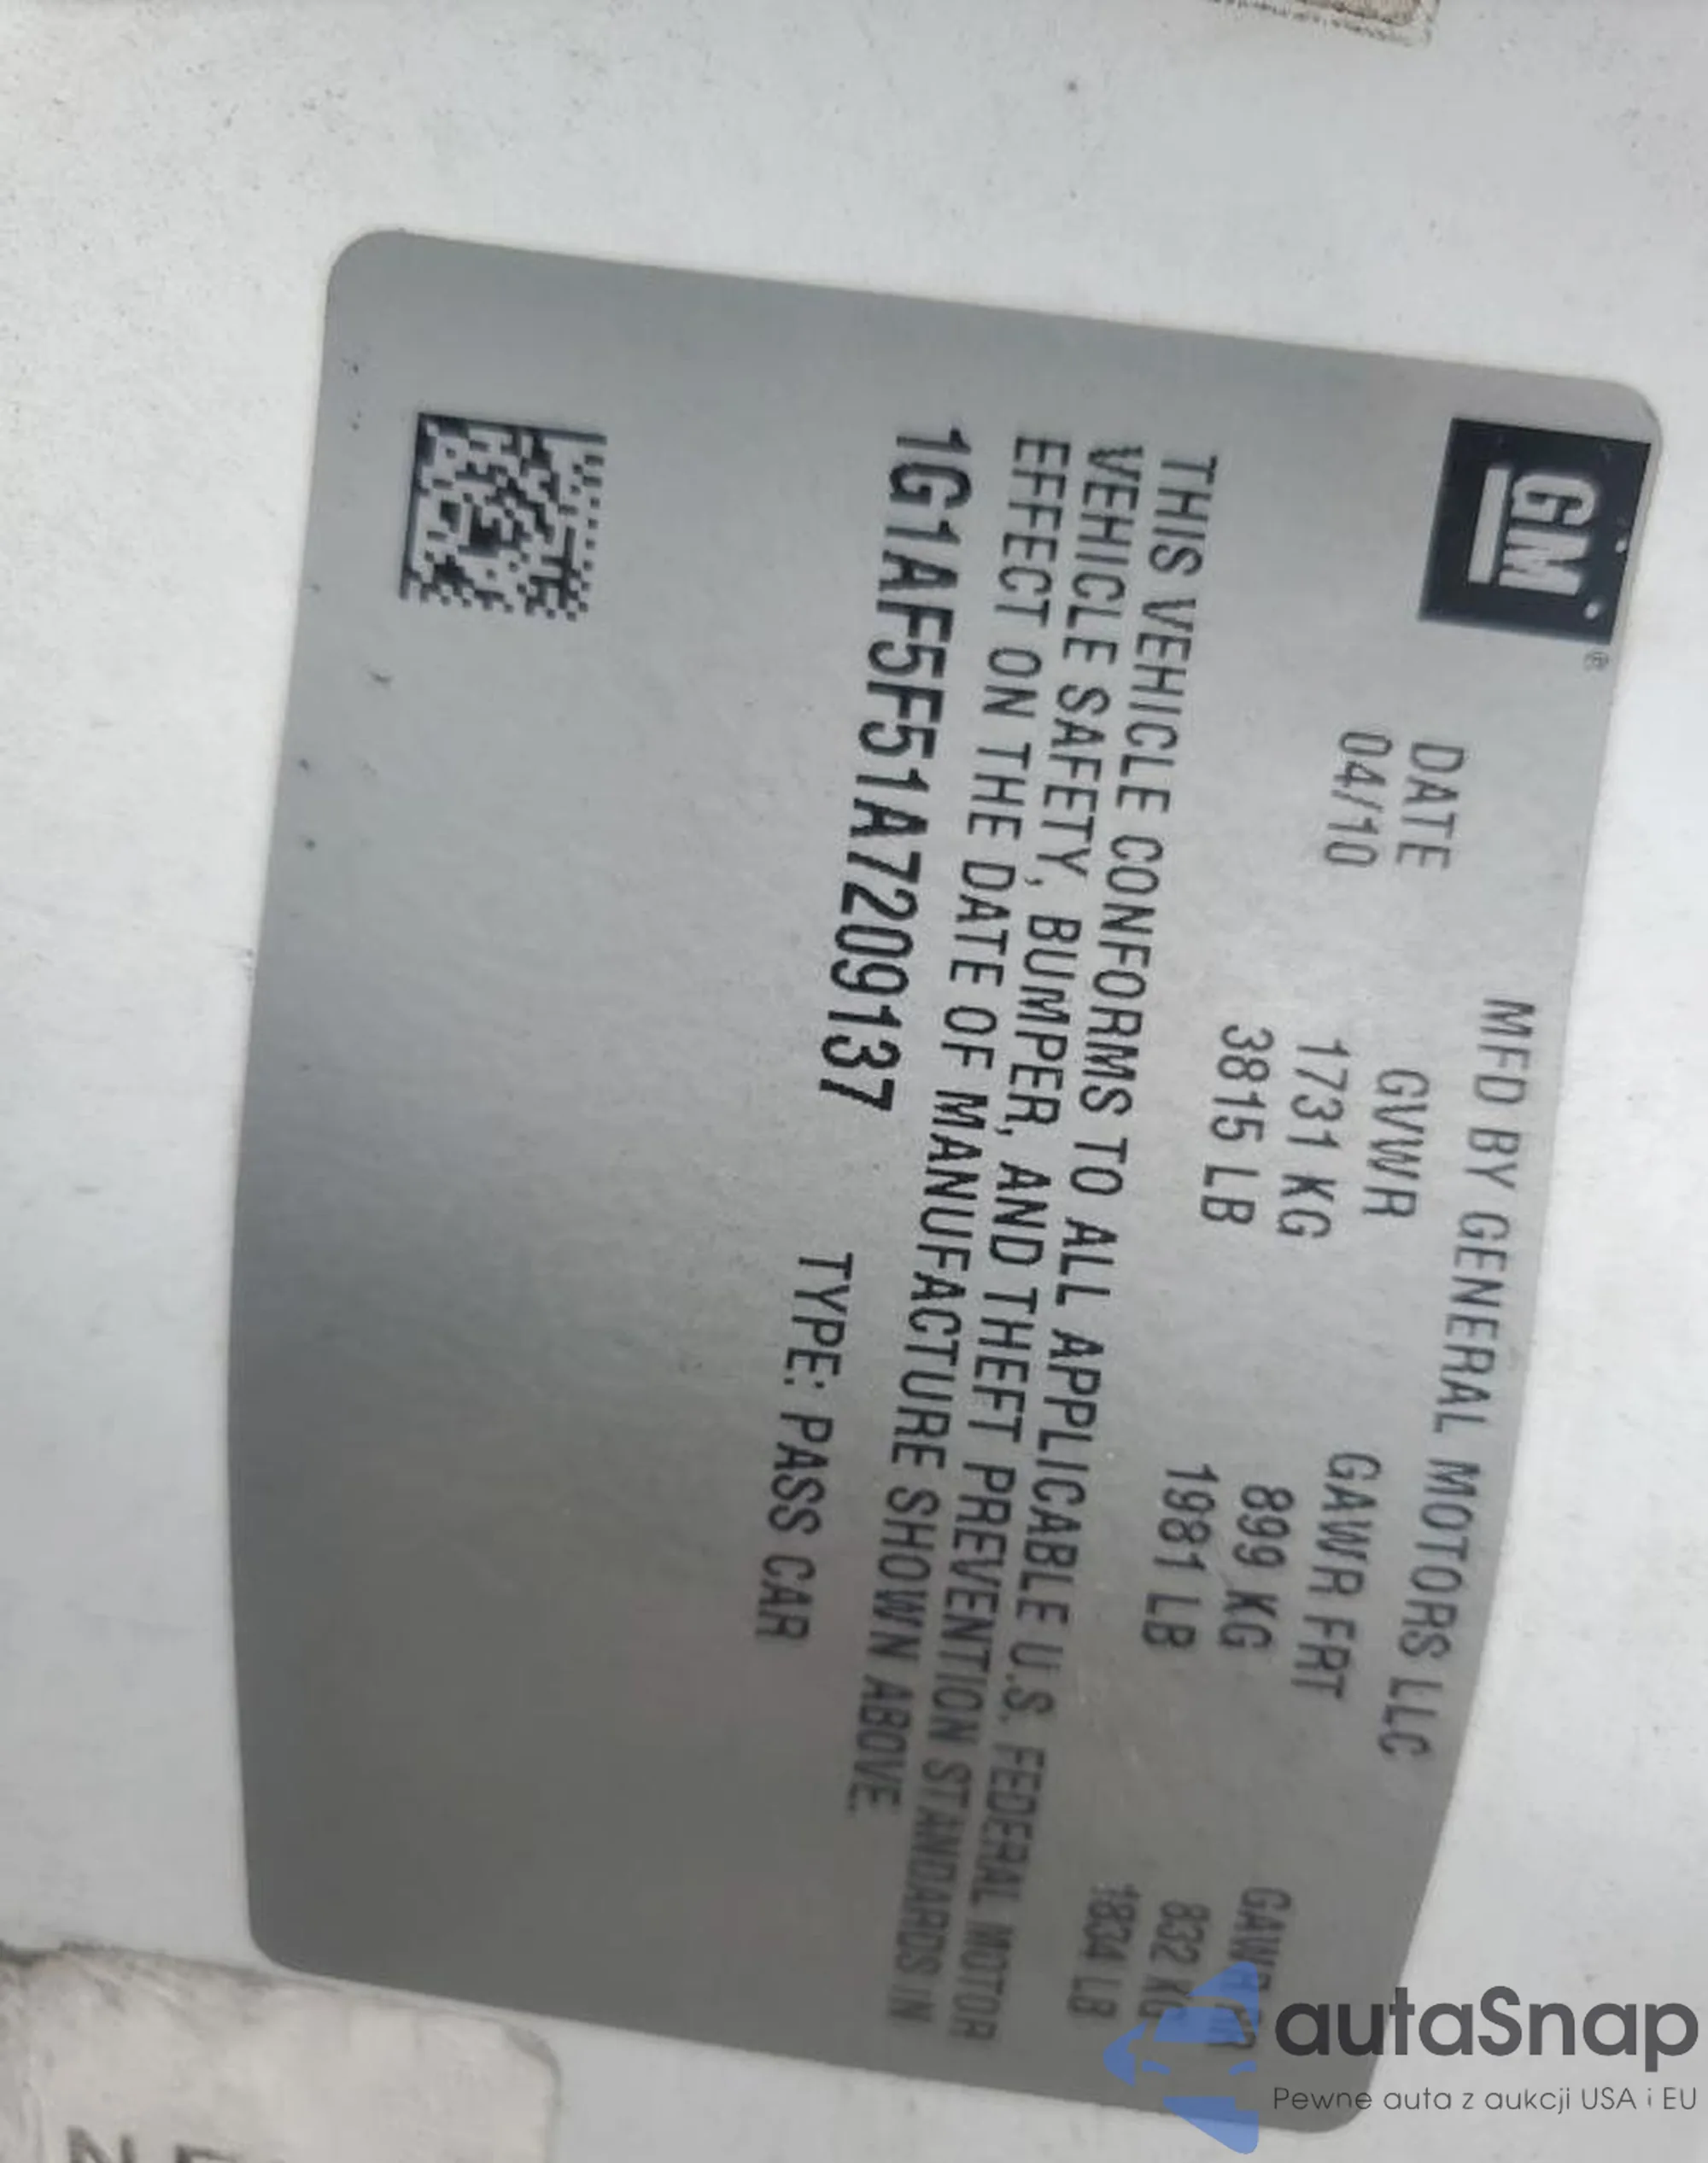 GM®
MFD BY GENERAL MOTORS LLC
DATE GVWR GAWR FRT GAWR RR
04/10 1731 KG 899 KG 832 KG
3815 LB 1981 LB 1834 LB
THIS VEHICLE CONFORMS TO ALL APPLICABLE U.S. FEDERAL MOTOR
VEHICLE SAFETY, BUMPER, AND THEFT PREVENTION STANDARDS IN
EFFECT ON THE DATE OF MANUFACTURE SHOWN ABOVE.
1G1AF5F51A7209137 TYPE: PASS CAR
autaSnap
Pewne auta z aukcji USA i EU